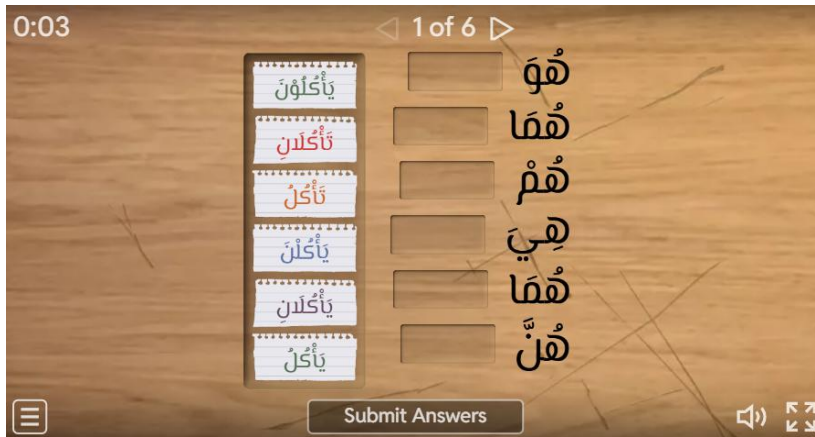 0:03
1 of 6
هُوَ
هُمَا
هُمْ
هِيَ
هُمَا
هُنَّ
يَأْكُلُوْنَ
تَأْكُلَانِ
تَأْكُلُ
يَأْكُلْنَ
يَأْكُلَانِ
يَأْكُلُ
Submit Answers